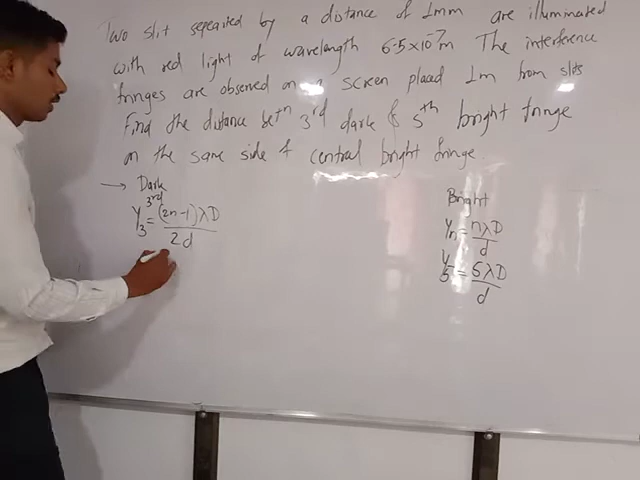 Two slit sepeaited by a distance of 1mm are illuminated
with red light of wavelength 6.5×10⁻⁷m The interference
fringes are observed on a screen placed 1m from slits
Find the distance betⁿ 3rd dark & 5th bright fringe
on the same side of central bright fringe.
→ Dark
3rd
Y₃ = (2n-1)λD
2d
Bright
Yn = nλD
d
Y5 = 5λD
d